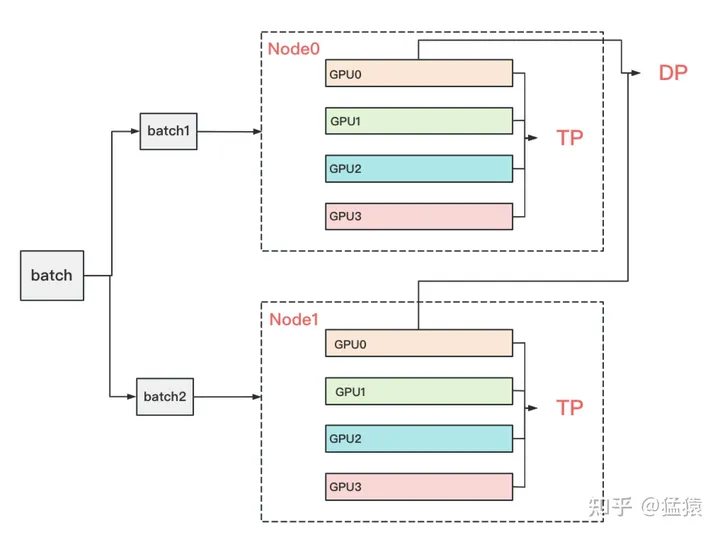 Node0
GPU0
DP
GPU1
batch1
TP
GPU2
GPU3
batch
Node1
GPU0
GPU1
batch2
TP
GPU2
GPU3
知乎 @猛猿